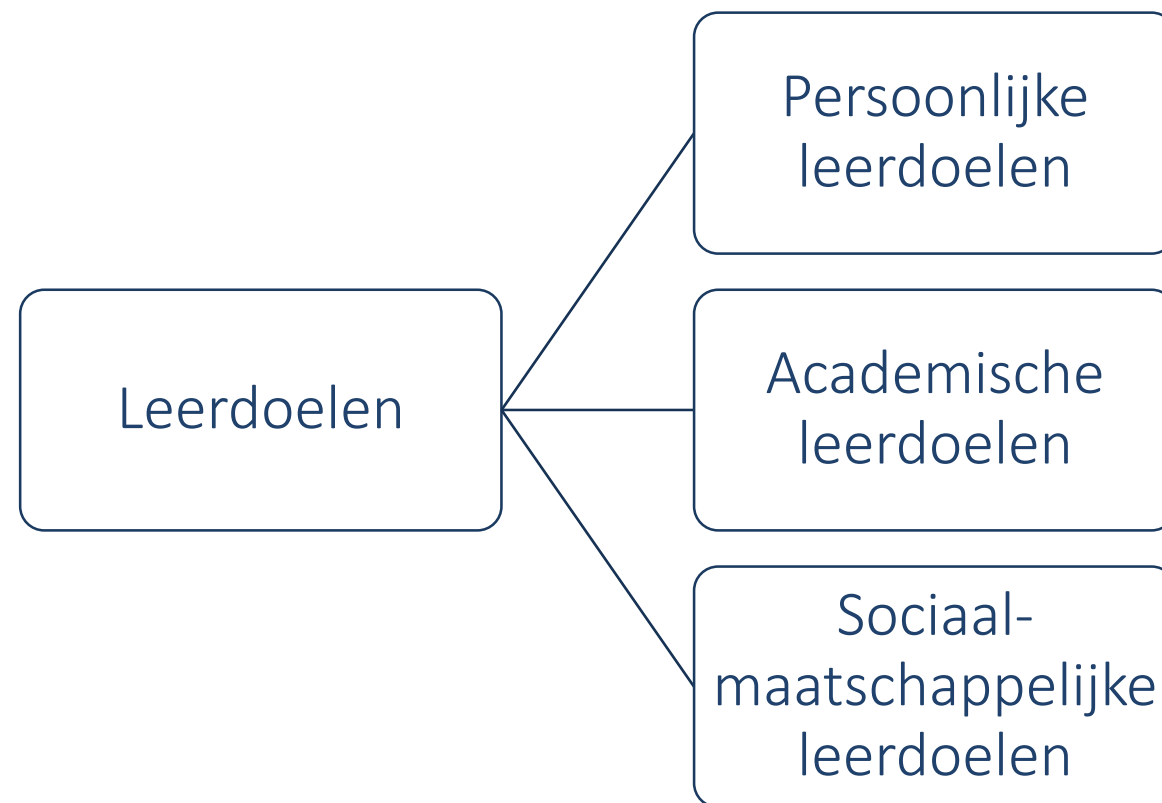 Persoonlijke
leerdoelen
Leerdoelen
Academische
leerdoelen
Sociaal-
maatschappelijke
leerdoelen